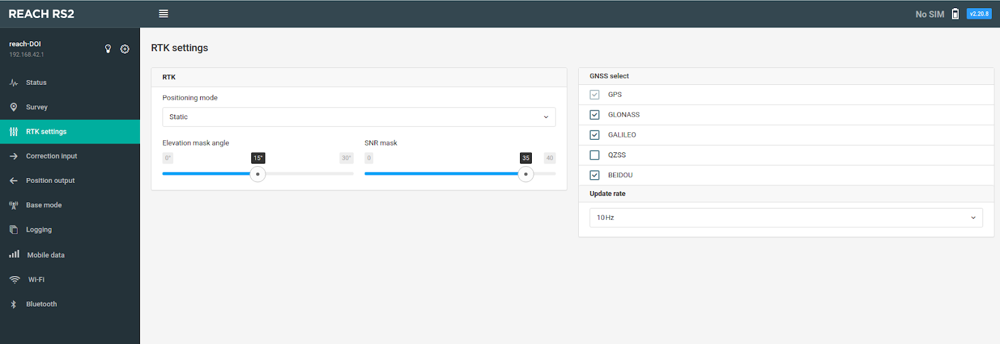 REACH RS2
No SIM
v2.20.8
reach-DOI
192.168.42.1
Status
Survey
RTK settings
Correction input
Position output
Base mode
Logging
Mobile data
Wi-Fi
Bluetooth
RTK settings
RTK
Positioning mode
Static
Elevation mask angle
0° 15° 30°
SNR mask
0 35 40
GNSS select
GPS
GLONASS
GALILEO
QZSS
BEIDOU
Update rate
10 Hz